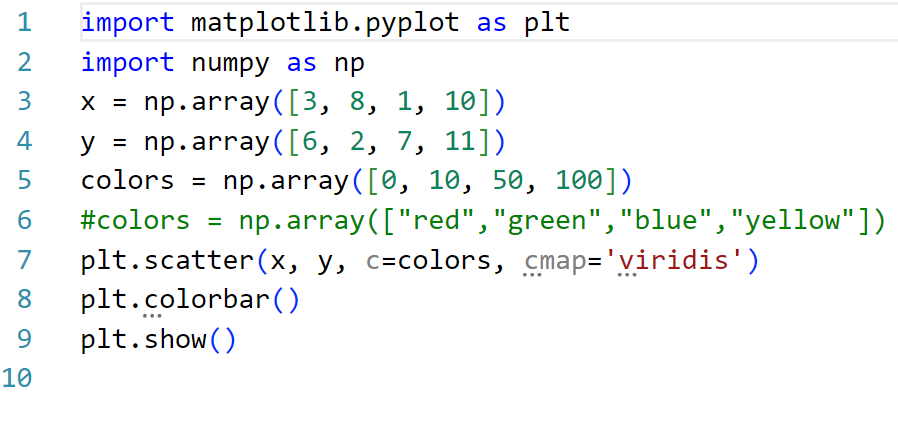 1 import matplotlib.pyplot as plt
2 import numpy as np
3 x = np.array([3, 8, 1, 10])
4 y = np.array([6, 2, 7, 11])
5 colors = np.array([0, 10, 50, 100])
6 #colors = np.array(["red","green","blue","yellow"])
7 plt.scatter(x, y, c=colors, cmap='viridis')
8 plt.colorbar()
9 plt.show()
10